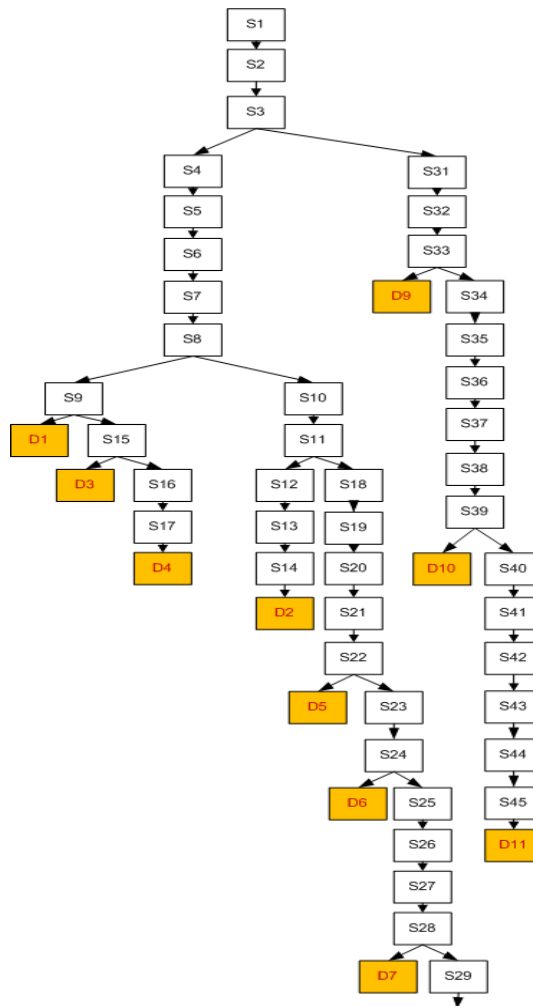 S1
S2
S3
S4 S31
S5 S32
S6 S33
S7 D9 S34
S8 S35
S9 S10 S36
D1 S15 S11 S37
D3 S16 S12 S18 S38
S17 S13 S19 S39
D4 S14 S20 D10 S40
D2 S21 S41
S22 S42
D5 S23 S43
S24 S44
D6 S25 S45
S26 D11
S27
S28
D7 S29